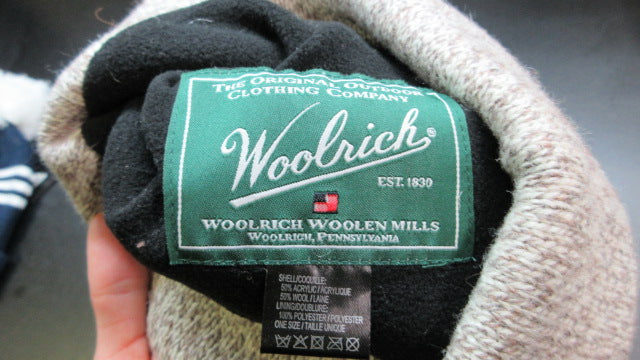 THE ORIGINAL OUTDOOR
CLOTHING COMPANY
Woolrich®
EST. 1830
WOOLRICH WOOLEN MILLS
WOOLRICH, PENNSYLVANIA
SHELL/COQUILLE:
50% ACRYLIC / ACRYLIQUE
50% WOOL / LAINE
LINING/DOUBLURE:
100% POLYESTER / POLYESTER
ONE SIZE / TAILLE UNIQUE